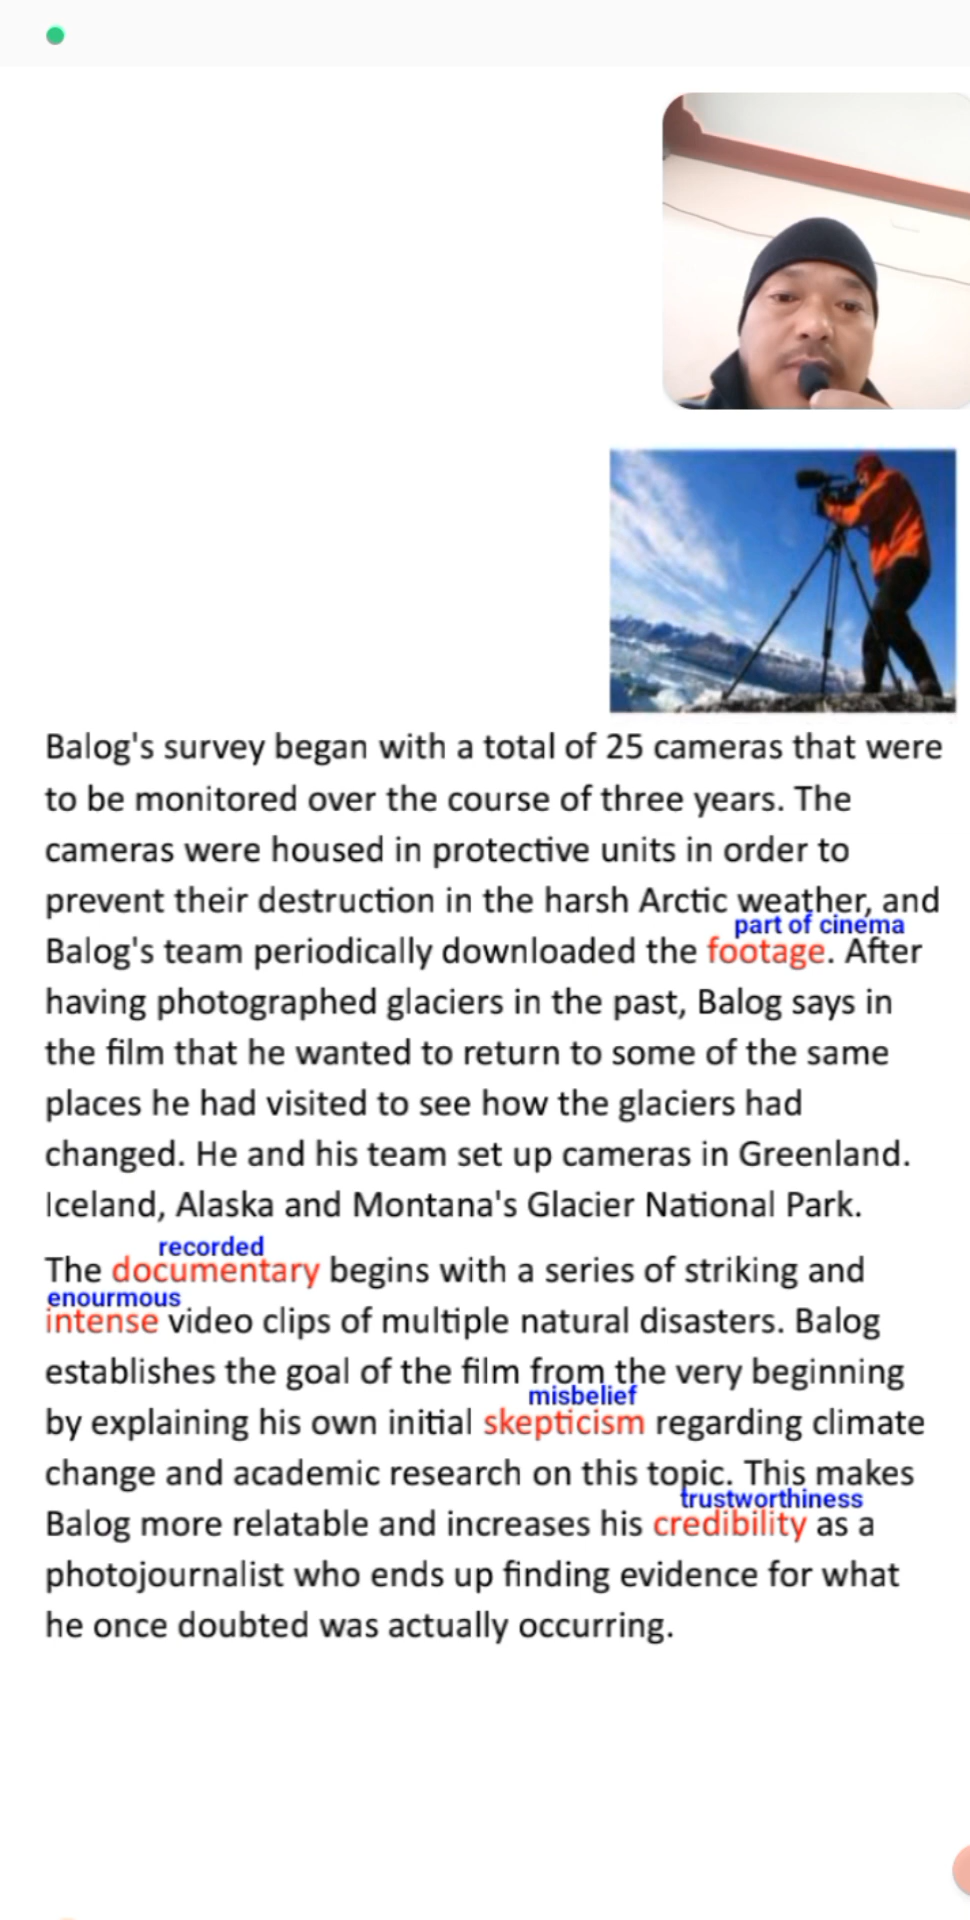 Balog's survey began with a total of 25 cameras that were
to be monitored over the course of three years. The
cameras were housed in protective units in order to
prevent their destruction in the harsh Arctic weather, and
part of cinema
Balog's team periodically downloaded the footage. After
having photographed glaciers in the past, Balog says in
the film that he wanted to return to some of the same
places he had visited to see how the glaciers had
changed. He and his team set up cameras in Greenland.
Iceland, Alaska and Montana's Glacier National Park.
recorded
The documentary begins with a series of striking and
enourmous
intense video clips of multiple natural disasters. Balog
establishes the goal of the film from the very beginning
misbelief
by explaining his own initial skepticism regarding climate
change and academic research on this topic. This makes
trustworthiness
Balog more relatable and increases his credibility as a
photojournalist who ends up finding evidence for what
he once doubted was actually occurring.